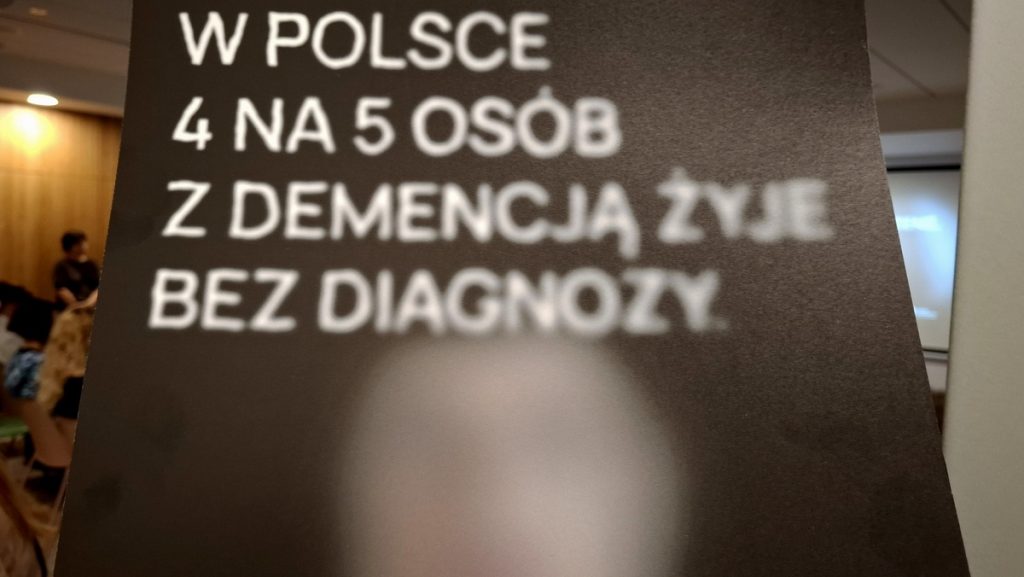 W POLSCE
4 NA 5 OSÓB
Z DEMENCJĄ ŻYJE
BEZ DIAGNOZY.